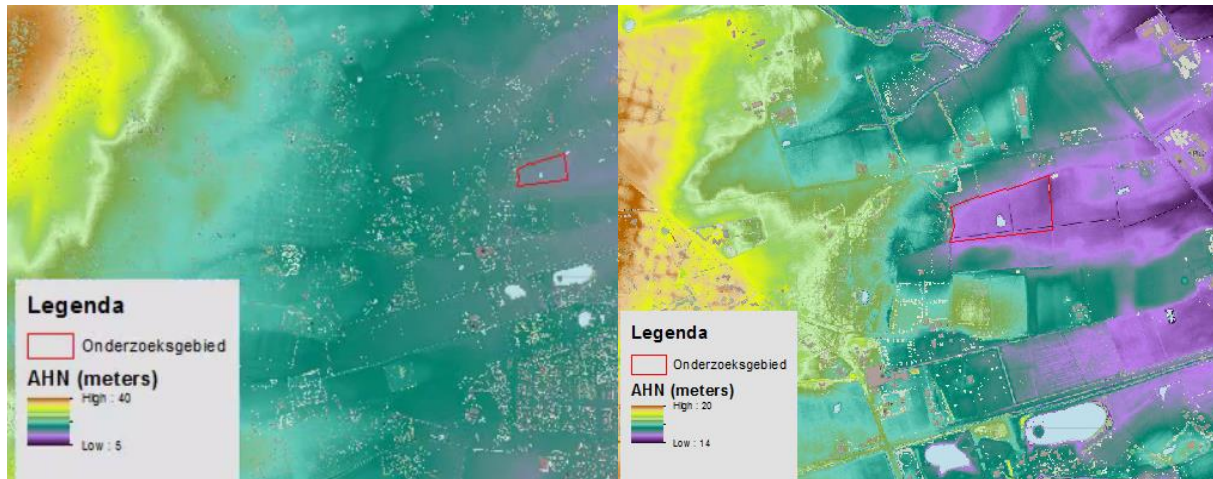 Legenda
Onderzoeksgebied
AHN (meters)
High : 40
Low : 5
Legenda
Onderzoeksgebied
AHN (meters)
High : 20
Low : 14